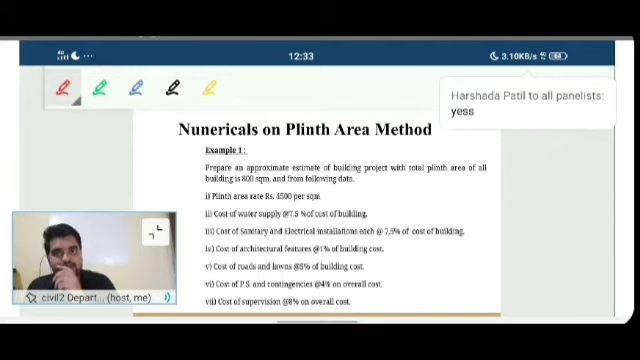 12:33
3.10KB/s
Harshada Patil to all panelists:
yess
Nunericals on Plinth Area Method
Example 1:
Prepare an approximate estimate of building project with total plinth area of all
building is 800 sqm. and from following data.
i) Plinth area rate Rs. 4500 per sqm
ii) Cost of water supply @7.5 %of cost of building.
iii) Cost of Sanitary and Electrical installations each @ 7.5% of cost of building.
iv) Cost of architectural features @1% of building cost.
v) Cost of roads and lawns @5% of building cost.
vi) Cost of P.S. and contingencies @4% on overall cost.
vii) Cost of supervision @8% on overall cost.
civil2 Depart... (host, me)